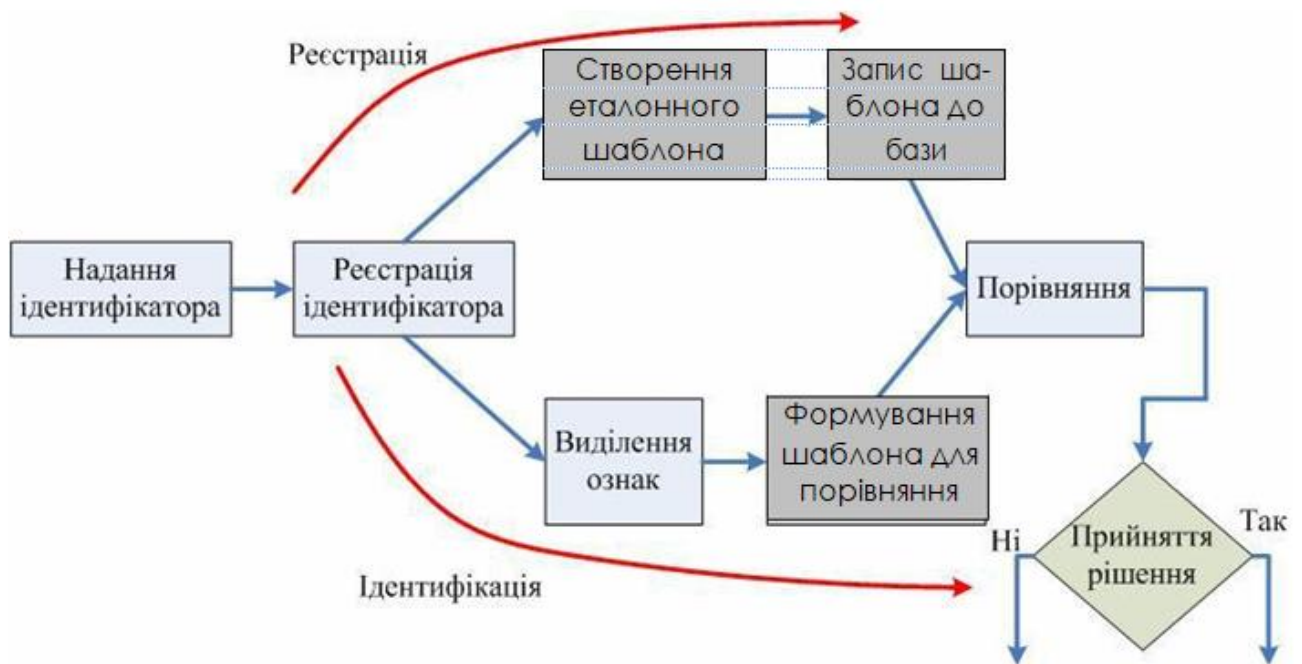 Реєстрація
Створення
еталонного
шаблона
Запис ша-
блона до
бази
Надання
ідентифікатора
Реєстрація
ідентифікатора
Порівняння
Виділення
ознак
Формування
шаблона для
порівняння
Ідентифікація
Ні
Прийняття
рішення
Так